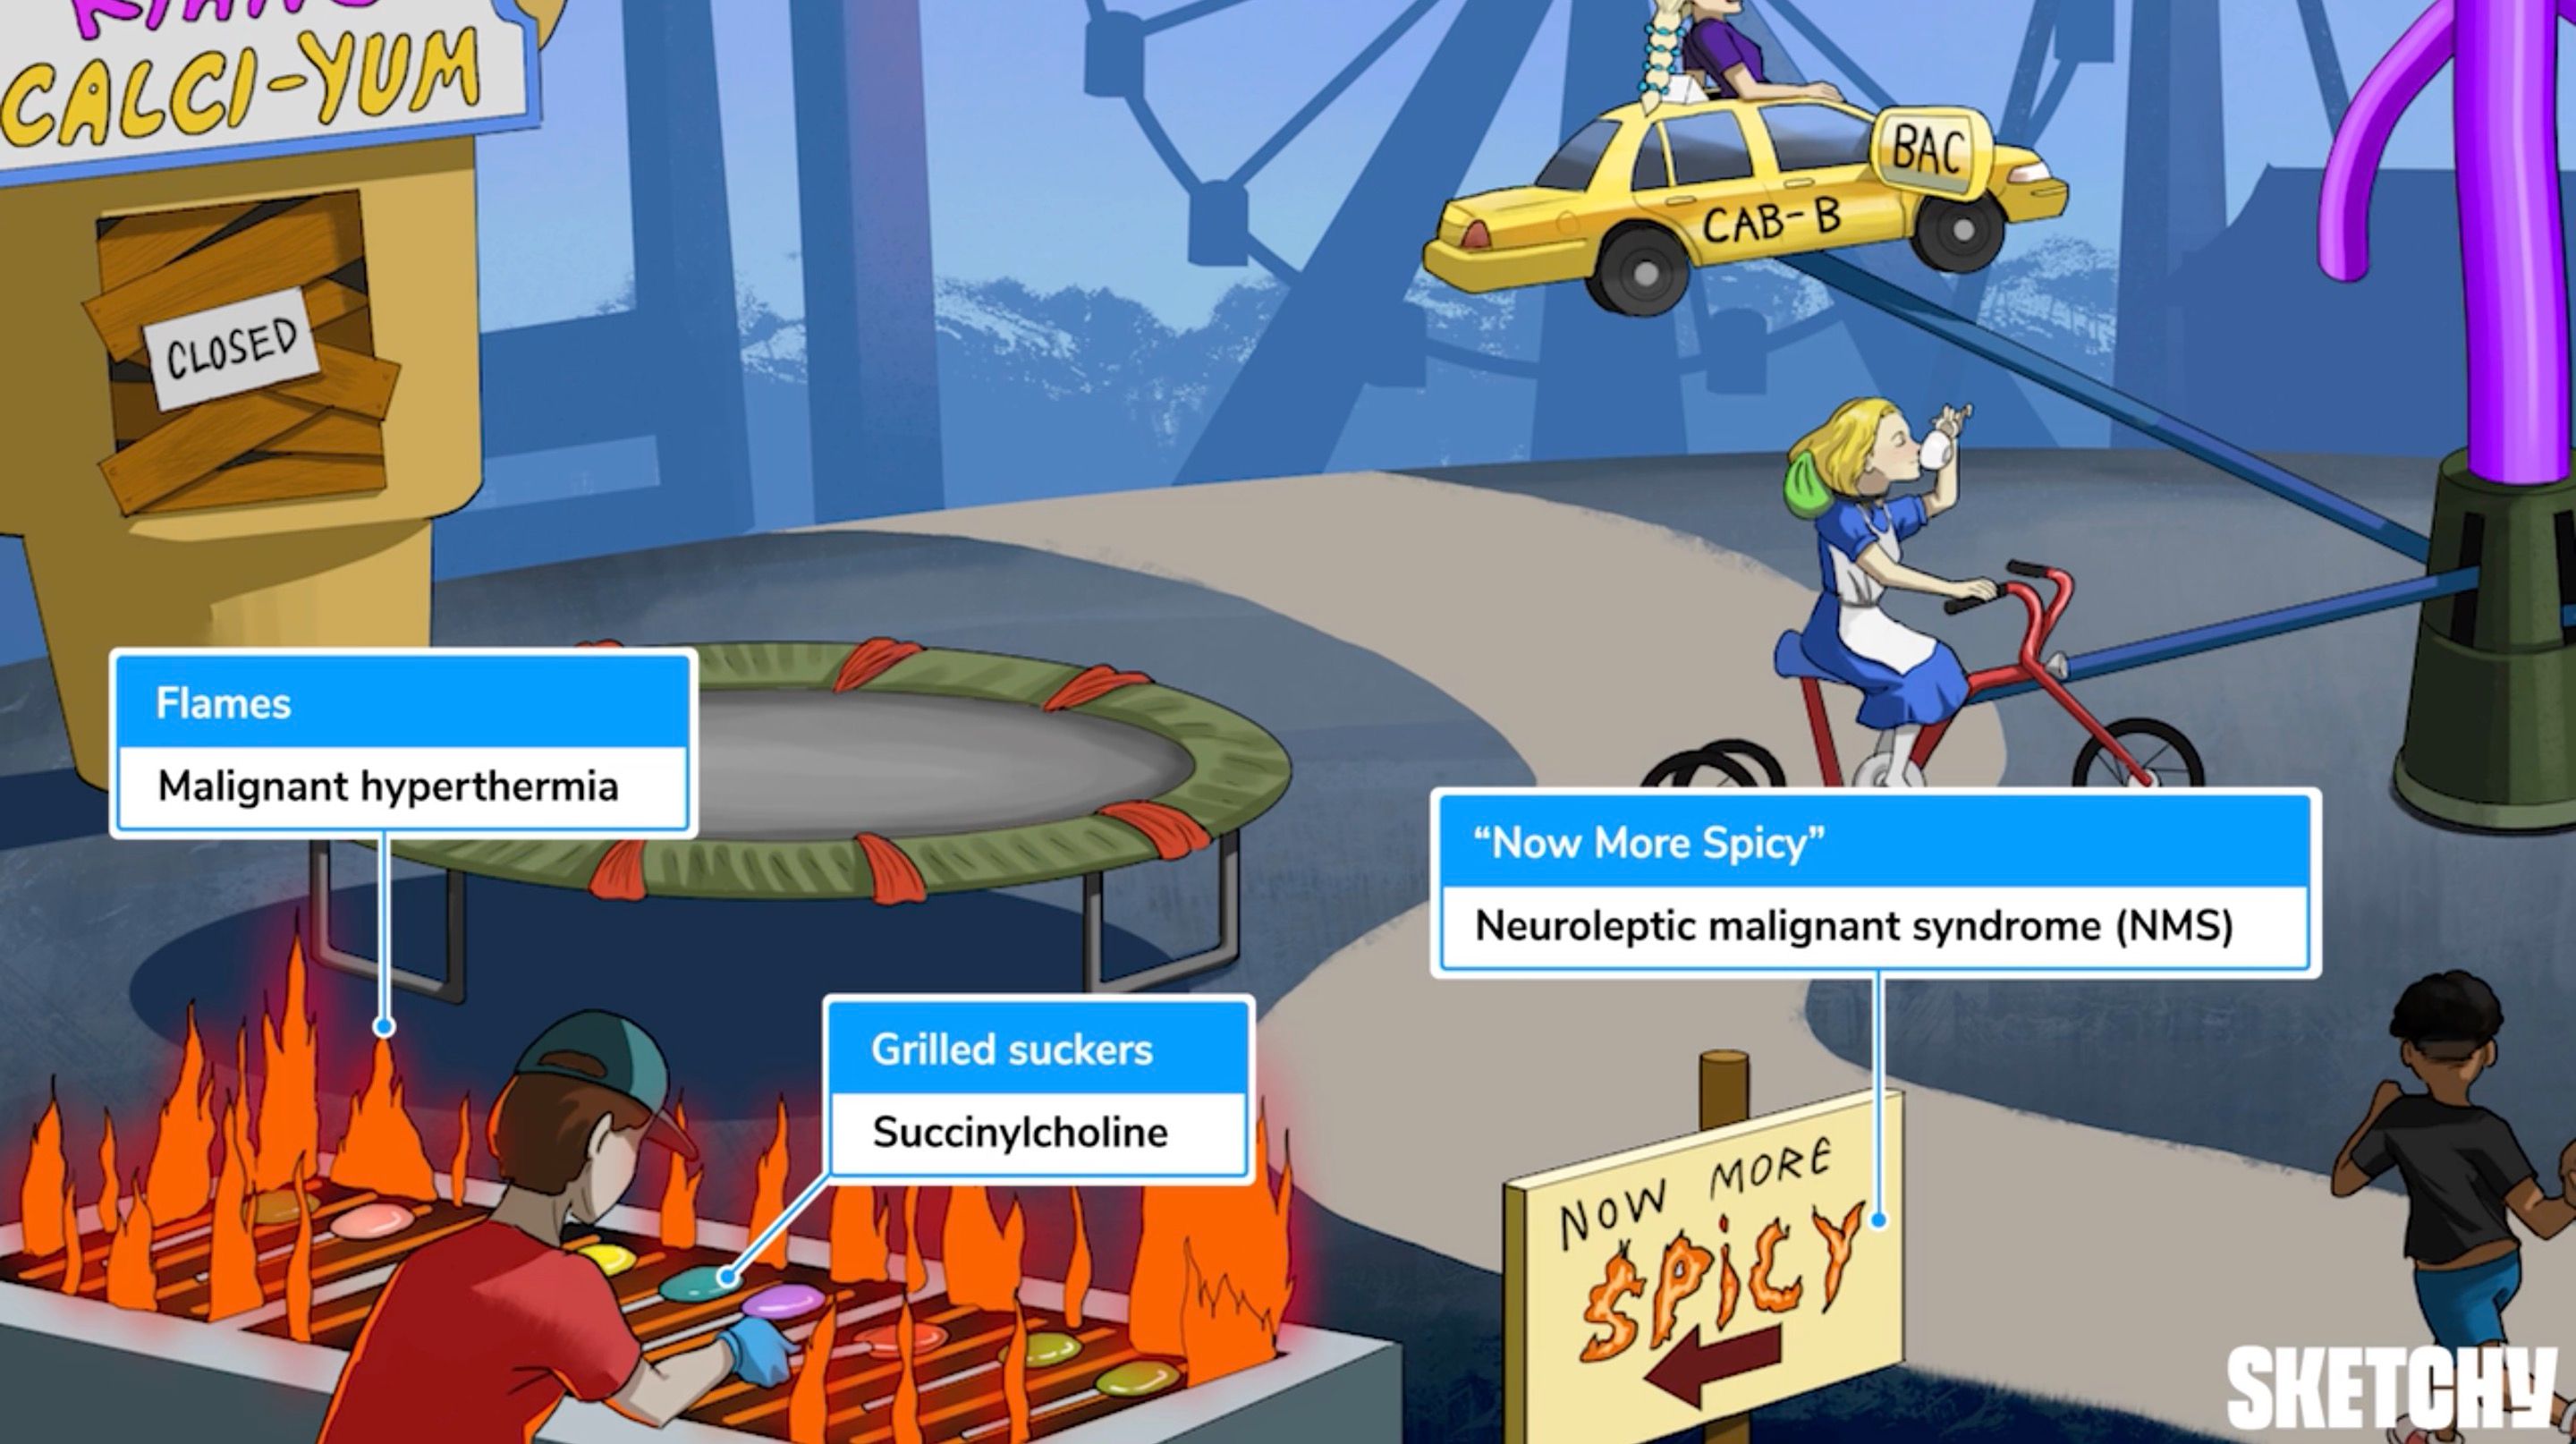 CALCI-YUM
CLOSED
BAC
CAB-B
Flames
Malignant hyperthermia
“Now More Spicy”
Neuroleptic malignant syndrome (NMS)
Grilled suckers
Succinylcholine
NOW MORE
SPiCY
SKETCHY